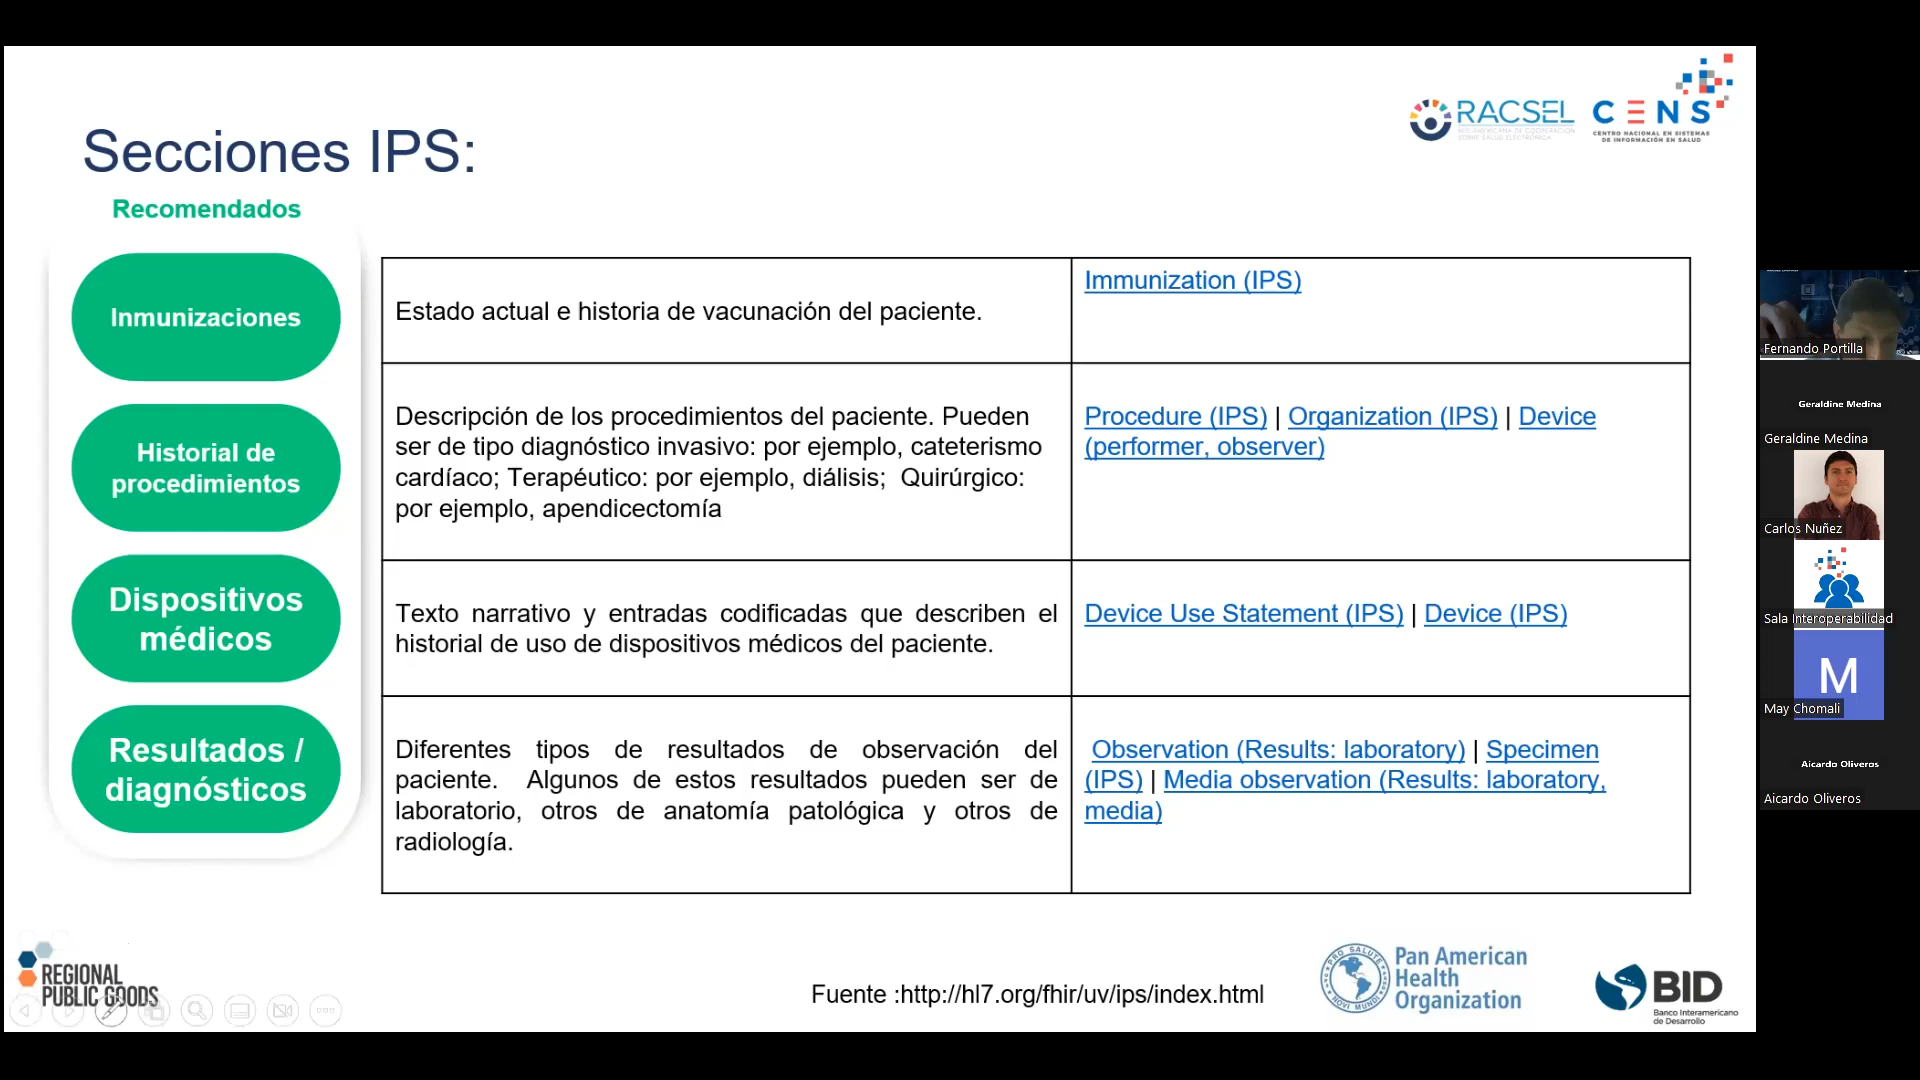 RACSEL
CENS
CENTRO NACIONAL EN SISTEMAS
DE INFORMACIÓN EN SALUD
Secciones IPS:
Recomendados
Inmunizaciones
Estado actual e historia de vacunación del paciente.
Immunization (IPS)
Historial de
procedimientos
Descripción de los procedimientos del paciente. Pueden
ser de tipo diagnóstico invasivo: por ejemplo, cateterismo
cardíaco; Terapéutico: por ejemplo, diálisis;  Quirúrgico:
por ejemplo, apendicectomía
Procedure (IPS) | Organization (IPS) | Device
(performer, observer)
Dispositivos
médicos
Texto narrativo y entradas codificadas que describen el
historial de uso de dispositivos médicos del paciente.
Device Use Statement (IPS) | Device (IPS)
Resultados /
diagnósticos
Diferentes tipos de resultados de observación del
paciente. Algunos de estos resultados pueden ser de
laboratorio, otros de anatomía patológica y otros de
radiología.
Observation (Results: laboratory) | Specimen
(IPS) | Media observation (Results: laboratory,
media)
REGIONAL
PUBLIC GOODS
Fuente :http://hl7.org/fhir/uv/ips/index.html
PRO SALUTE
NOVI MUNDI
Pan American
Health
Organization
BID
Banco Interamericano
de Desarrollo
Fernando Portilla
Geraldine Medina
Geraldine Medina
Carlos Nuñez
Sala Interoperabilidad
M
May Chomali
Aicardo Oliveros
Aicardo Oliveros